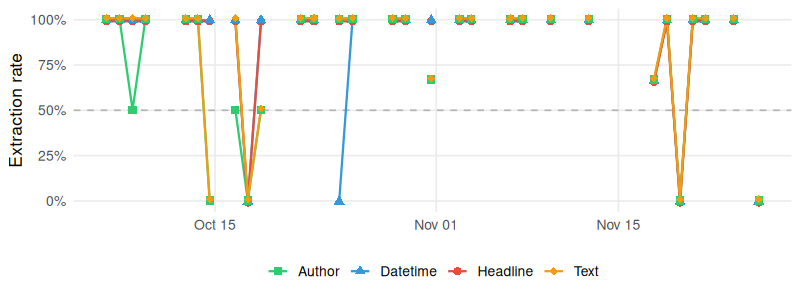 Extraction rate
100%
75%
50%
25%
0%
Oct 15 Nov 01 Nov 15
Author Datetime Headline Text